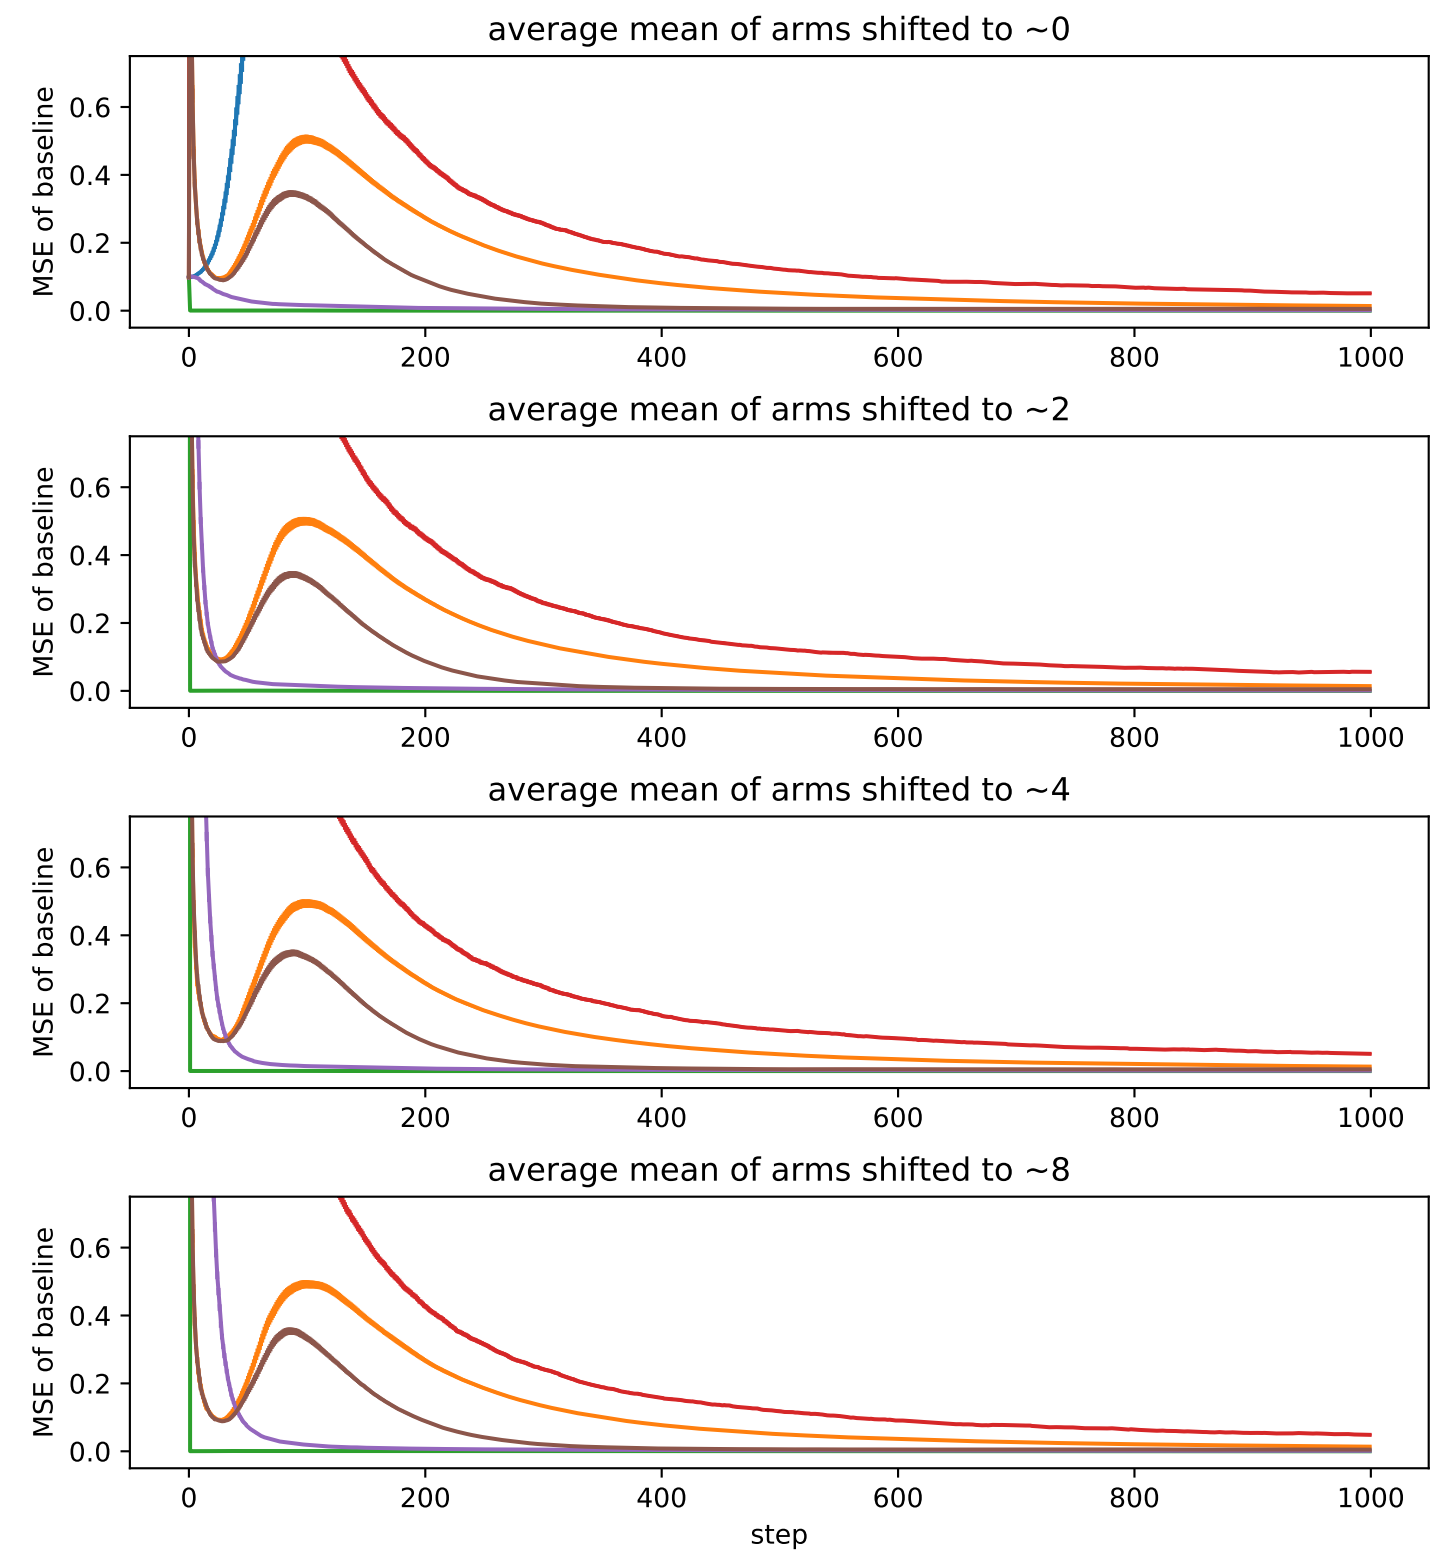 average mean of arms shifted to ~0
MSE of baseline
0.6
0.4
0.2
0.0
0 200 400 600 800 1000
average mean of arms shifted to ~2
MSE of baseline
0.6
0.4
0.2
0.0
0 200 400 600 800 1000
average mean of arms shifted to ~4
MSE of baseline
0.6
0.4
0.2
0.0
0 200 400 600 800 1000
average mean of arms shifted to ~8
MSE of baseline
0.6
0.4
0.2
0.0
0 200 400 600 800 1000
step